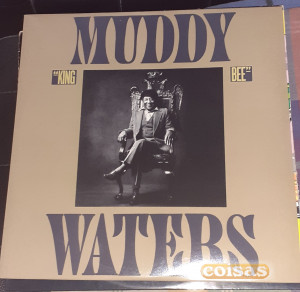 MUDDY
"KING BEE"
WATERS
coisas